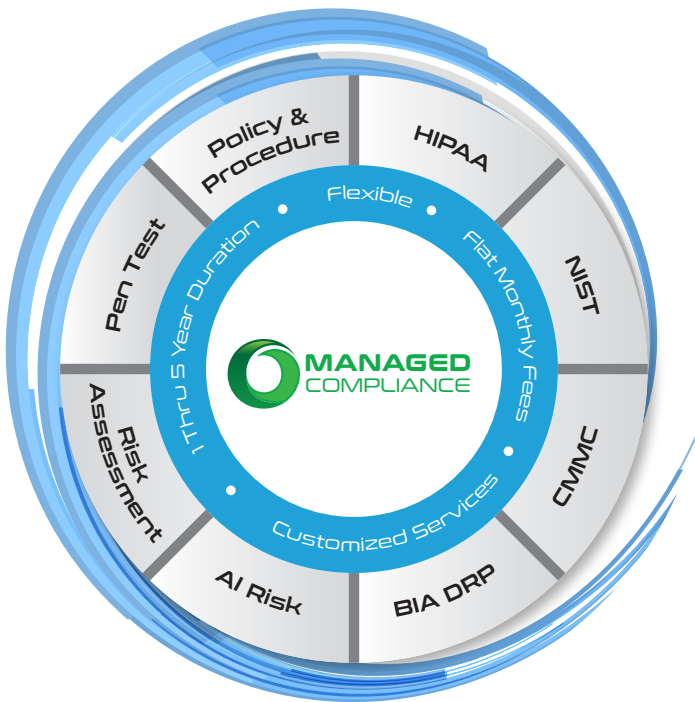 Policy &
Procedure
HIPAA
NIST
CMMC
BIA DRP
AI Risk
Risk
Assessment
Pen Test
Flexible
Flat Monthly Fees
Customized Services
1 Thru 5 Year Duration
MANAGED
COMPLIANCE